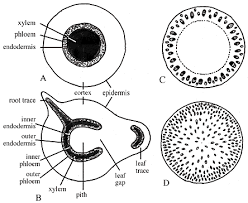 xylem
phloem
endodermis
A
cortex
epidermis
C
root trace
inner
endodermis
outer
endodermis
inner
phloem
outer
phloem
xylem
pith
leaf
gap
leaf
trace
B
D